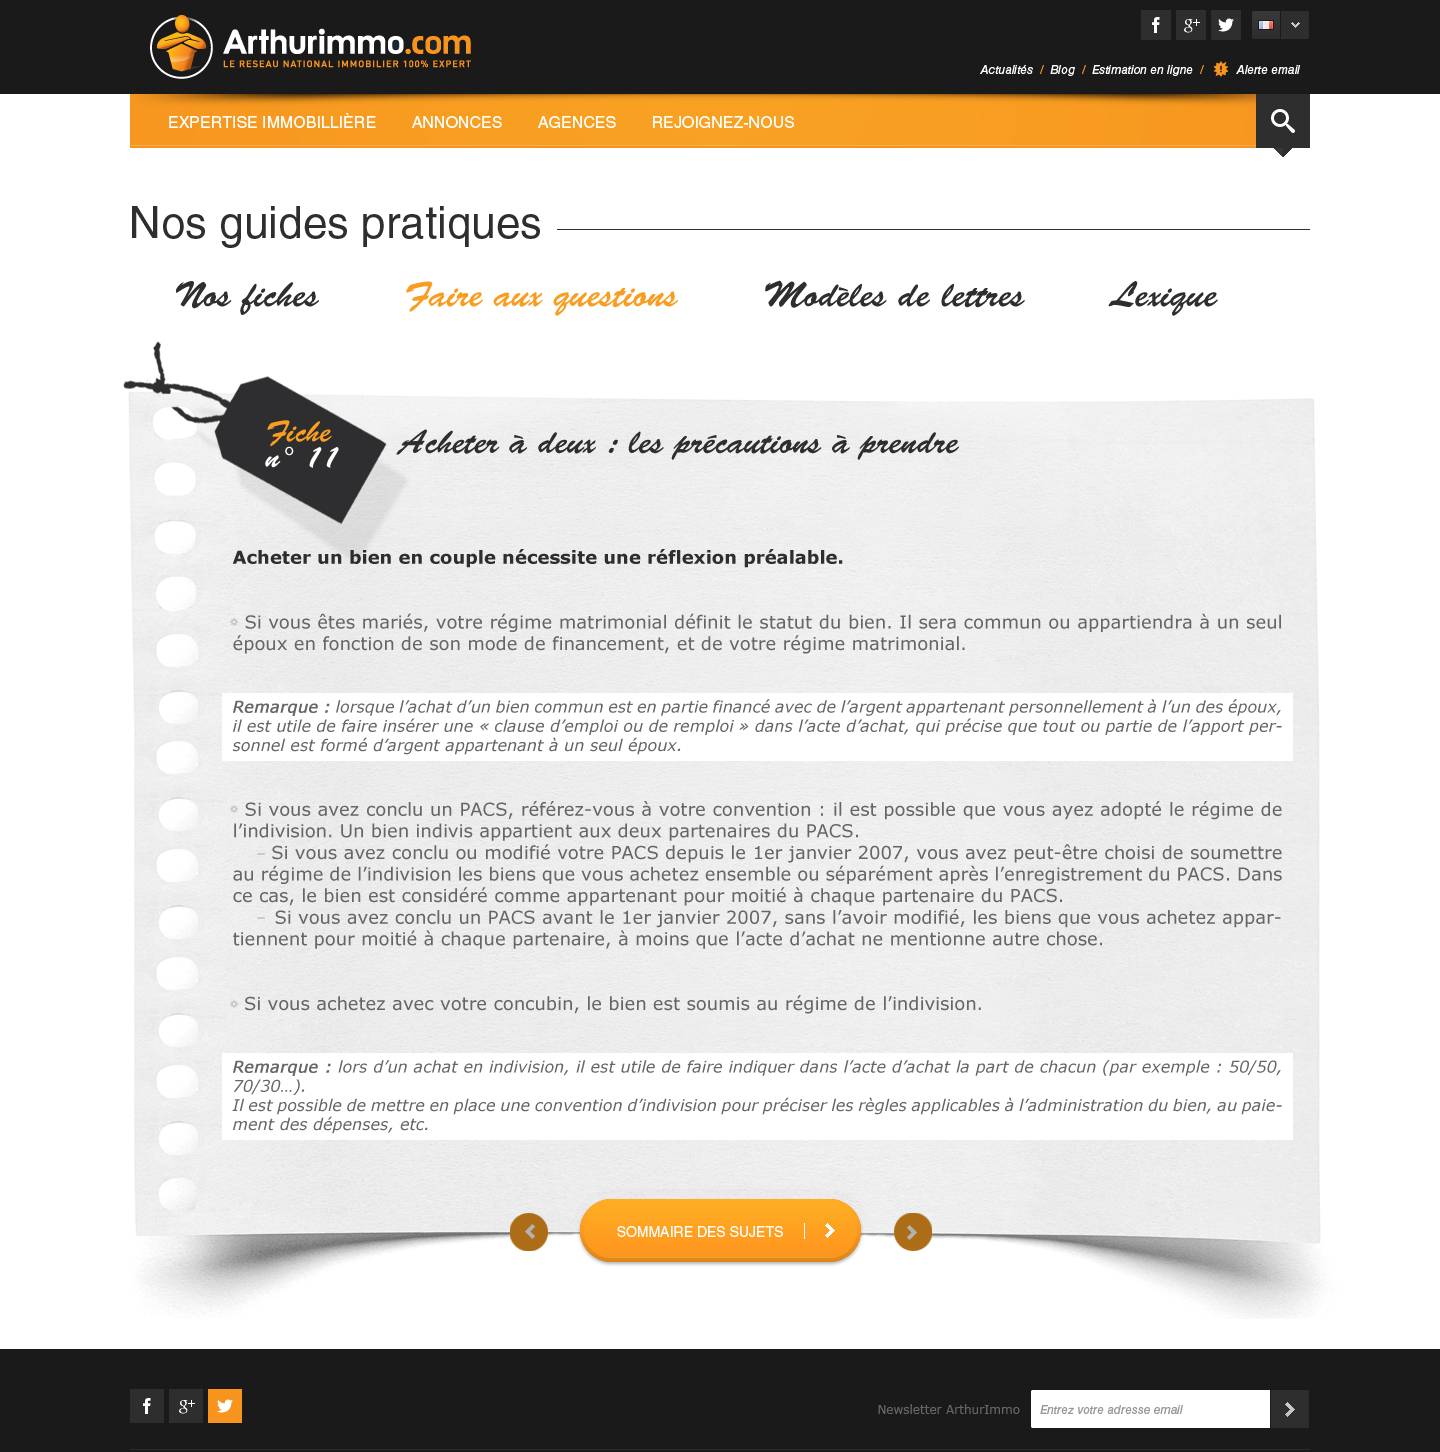 Arthurimmo.com
LE RESEAU NATIONAL IMMOBILIER 100% EXPERT
Actualités / Blog / Estimation en ligne / Alerte email
EXPERTISE IMMOBILLIÈRE ANNONCES AGENCES REJOIGNEZ-NOUS
Nos guides pratiques
Nos fiches Faire aux questions Modèles de lettres Lexique
Fiche
n° 11
Acheter à deux : les précautions à prendre
Acheter un bien en couple nécessite une réflexion préalable.
Si vous êtes mariés, votre régime matrimonial définit le statut du bien. Il sera commun ou appartiendra à un seul
époux en fonction de son mode de financement, et de votre régime matrimonial.
Remarque : lorsque l’achat d’un bien commun est en partie financé avec de l’argent appartenant personnellement à l’un des époux,
il est utile de faire insérer une « clause d’emploi ou de remploi » dans l’acte d’achat, qui précise que tout ou partie de l’apport per-
sonnel est formé d’argent appartenant à un seul époux.
Si vous avez conclu un PACS, référez-vous à votre convention : il est possible que vous ayez adopté le régime de
l’indivision. Un bien indivis appartient aux deux partenaires du PACS.
– Si vous avez conclu ou modifié votre PACS depuis le 1er janvier 2007, vous avez peut-être choisi de soumettre
au régime de l’indivision les biens que vous achetez ensemble ou séparément après l’enregistrement du PACS. Dans
ce cas, le bien est considéré comme appartenant pour moitié à chaque partenaire du PACS.
– Si vous avez conclu un PACS avant le 1er janvier 2007, sans l’avoir modifié, les biens que vous achetez appar-
tiennent pour moitié à chaque partenaire, à moins que l’acte d’achat ne mentionne autre chose.
Si vous achetez avec votre concubin, le bien est soumis au régime de l’indivision.
Remarque : lors d’un achat en indivision, il est utile de faire indiquer dans l’acte d’achat la part de chacun (par exemple : 50/50,
70/30…).
Il est possible de mettre en place une convention d’indivision pour préciser les règles applicables à l’administration du bien, au paie-
ment des dépenses, etc.
SOMMAIRE DES SUJETS
Newsletter ArthurImmo Entrez votre adresse email